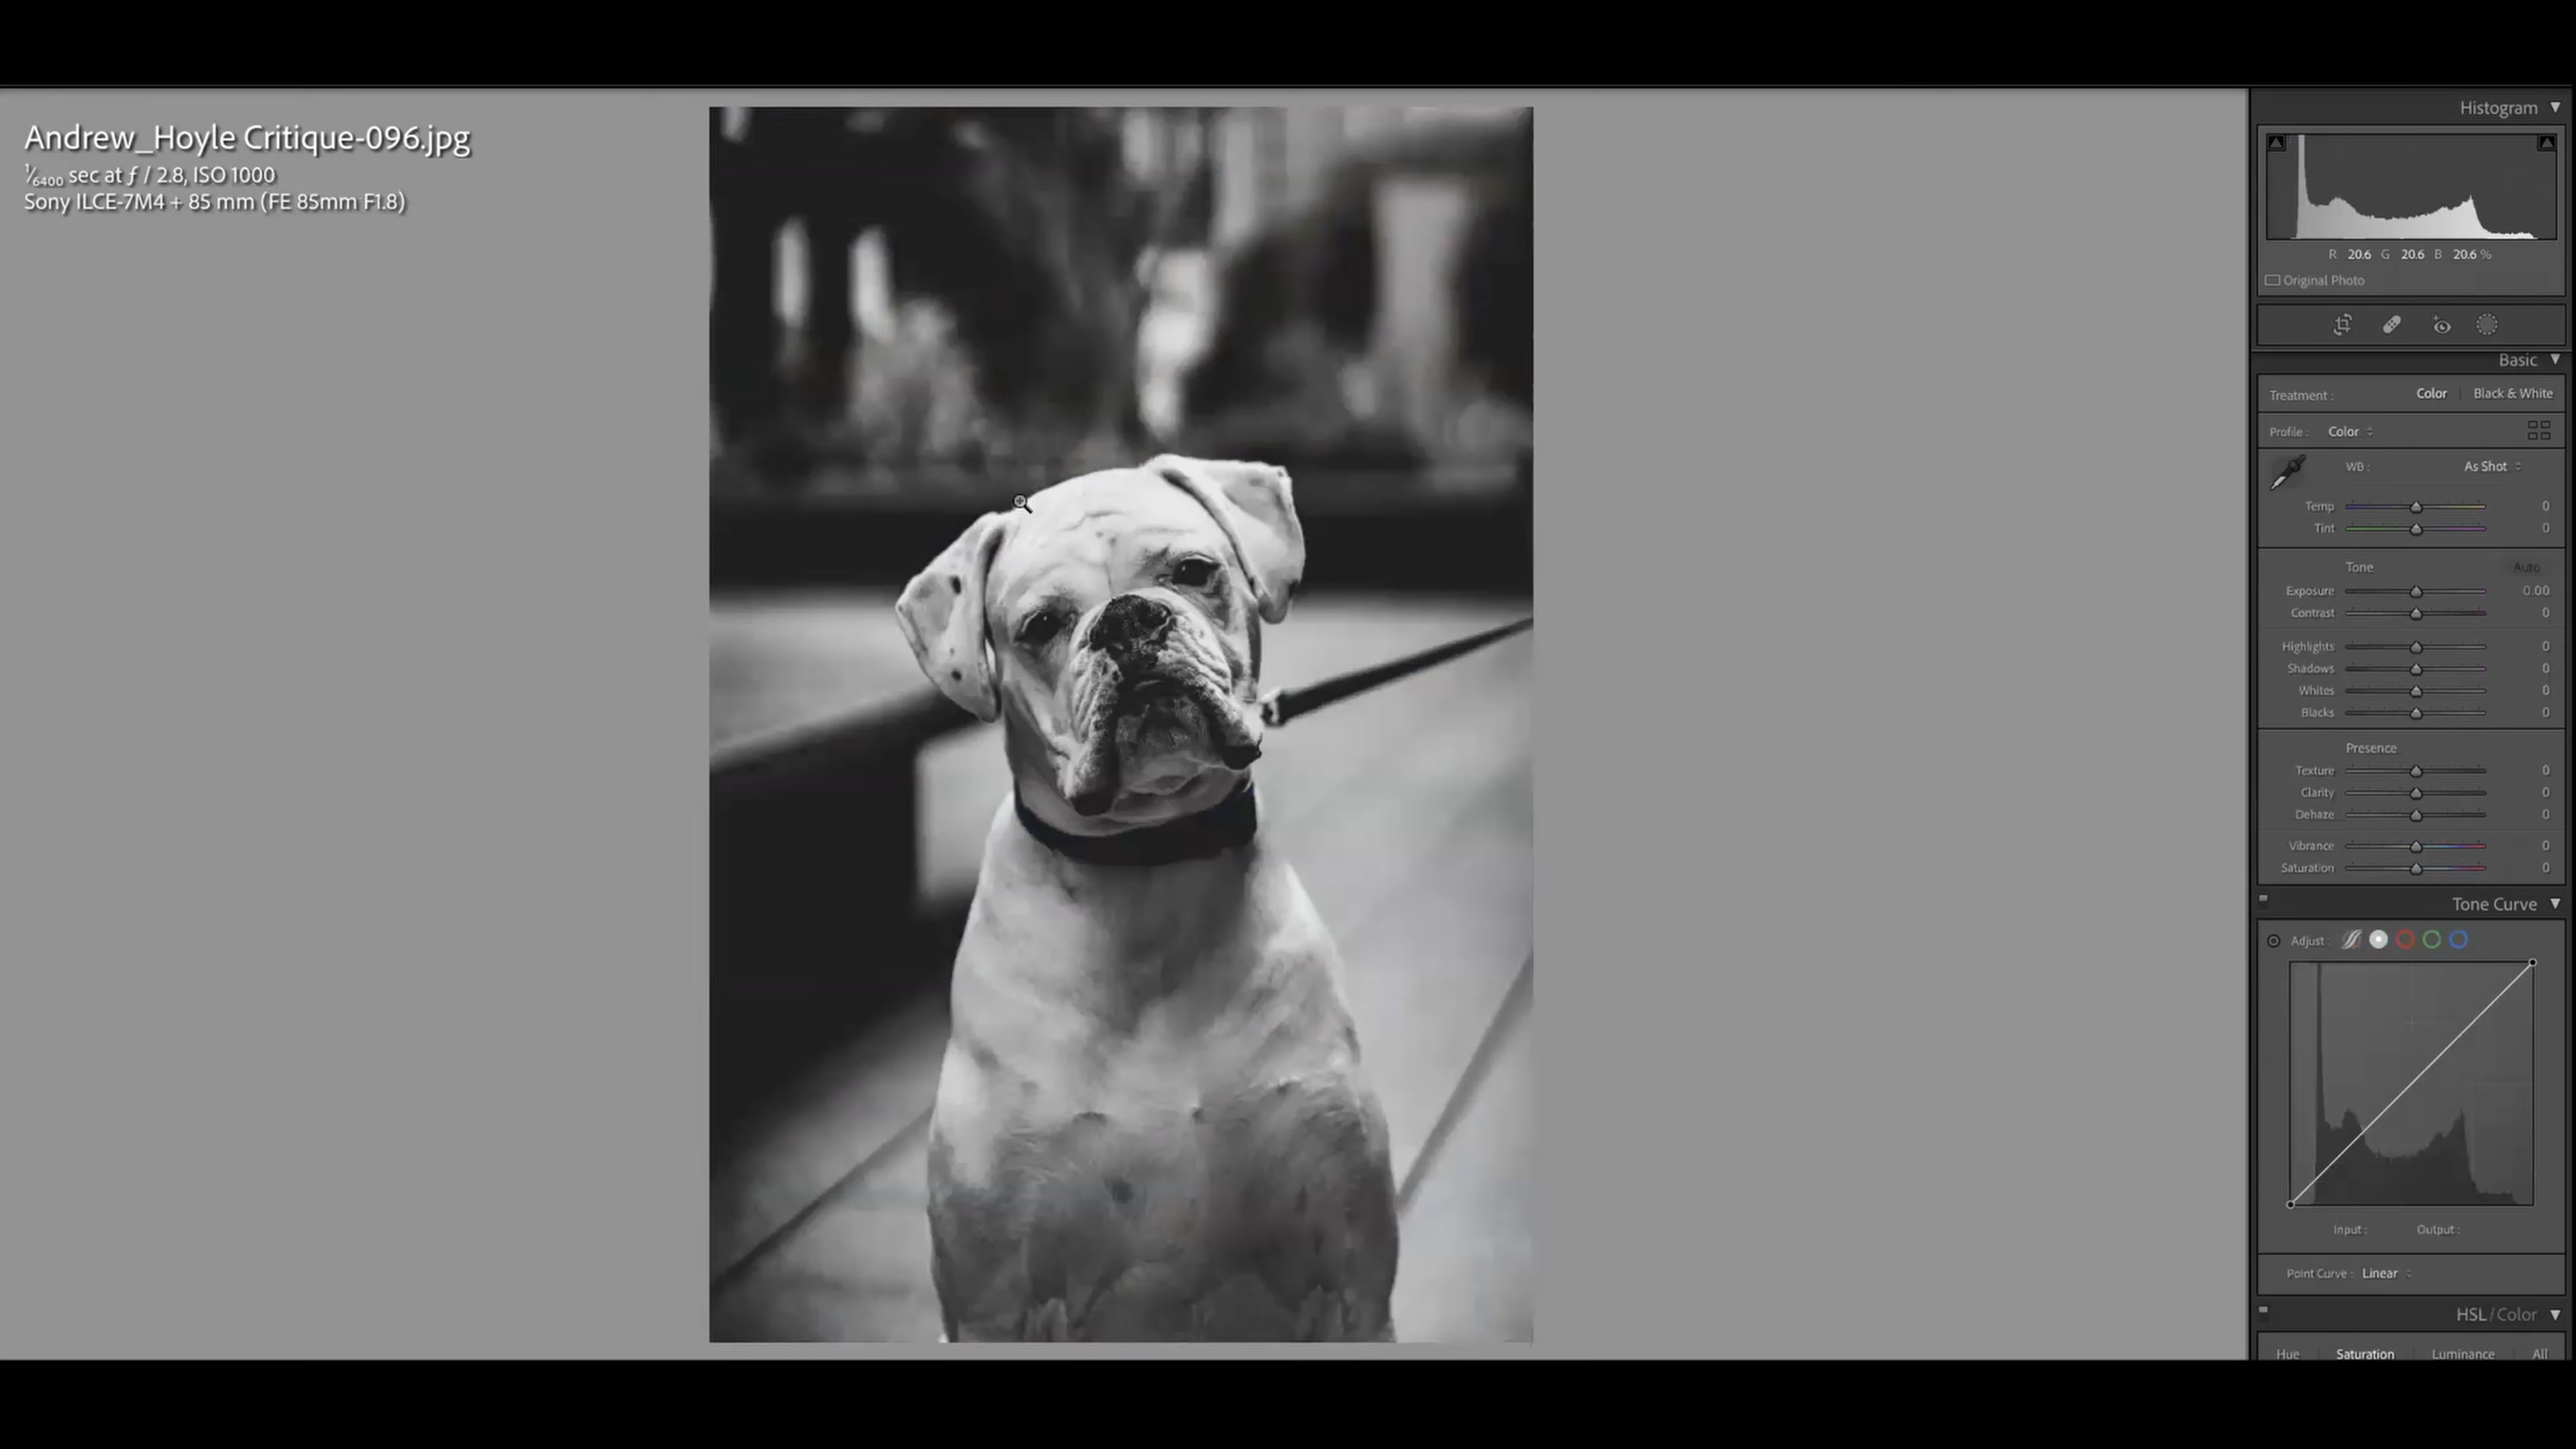 Andrew_Hoyle Critique-096.jpg
1/6400 sec at ƒ / 2.8, ISO 1000
Sony ILCE-7M4 + 85 mm (FE 85mm F1.8)
Histogram
R 20.6 G 20.6 B 20.6 %
Original Photo
Basic
Treatment : Color Black & White
Profile : Color
WB : As Shot
Temp 0
Tint 0
Tone Auto
Exposure 0.00
Contrast 0
Highlights 0
Shadows 0
Whites 0
Blacks 0
Presence
Texture 0
Clarity 0
Dehaze 0
Vibrance 0
Saturation 0
Tone Curve
Adjust :
Input : Output :
Point Curve : Linear
HSL / Color
Hue Saturation Luminance All